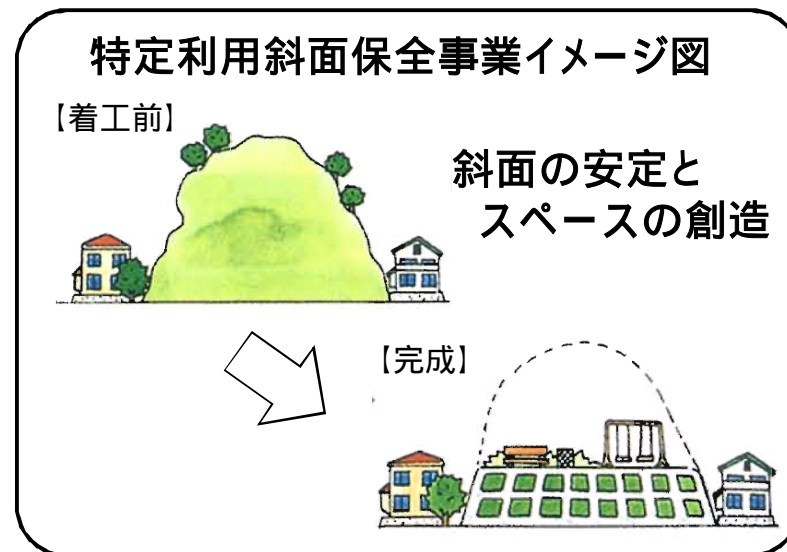 特定利用斜面保全事業イメージ図
【着工前】
斜面の安定と
スペースの創造
【完成】